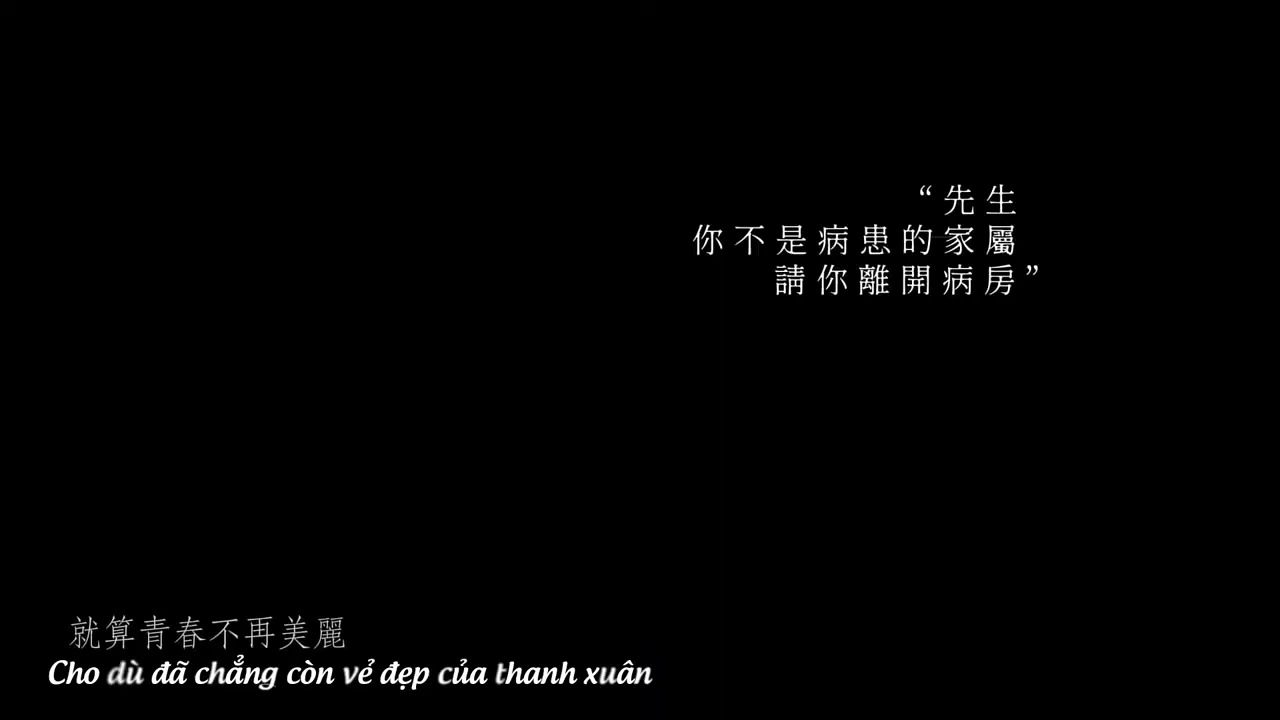 “先生
你不是病患的家屬
請你離開病房”
就算青春不再美麗
Cho dù đã chẳng còn vẻ đẹp của thanh xuân